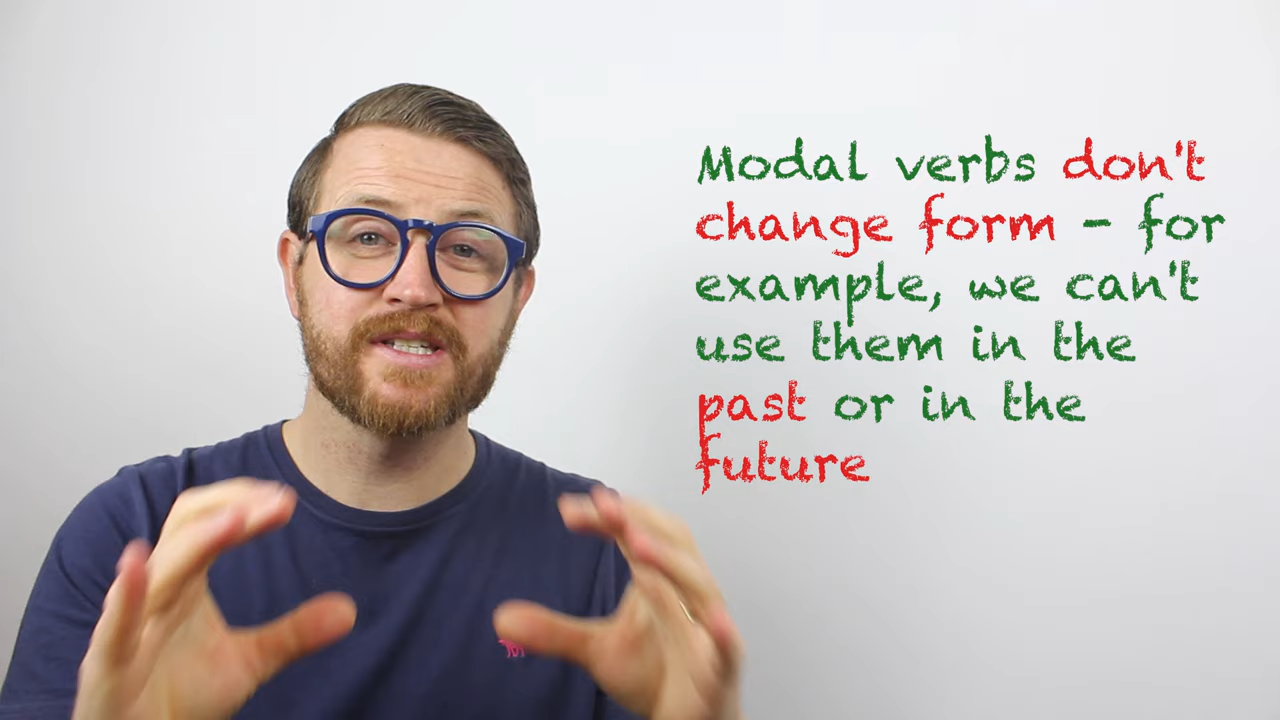 Modal verbs don't
change form - for
example, we can't
use them in the
past or in the
future